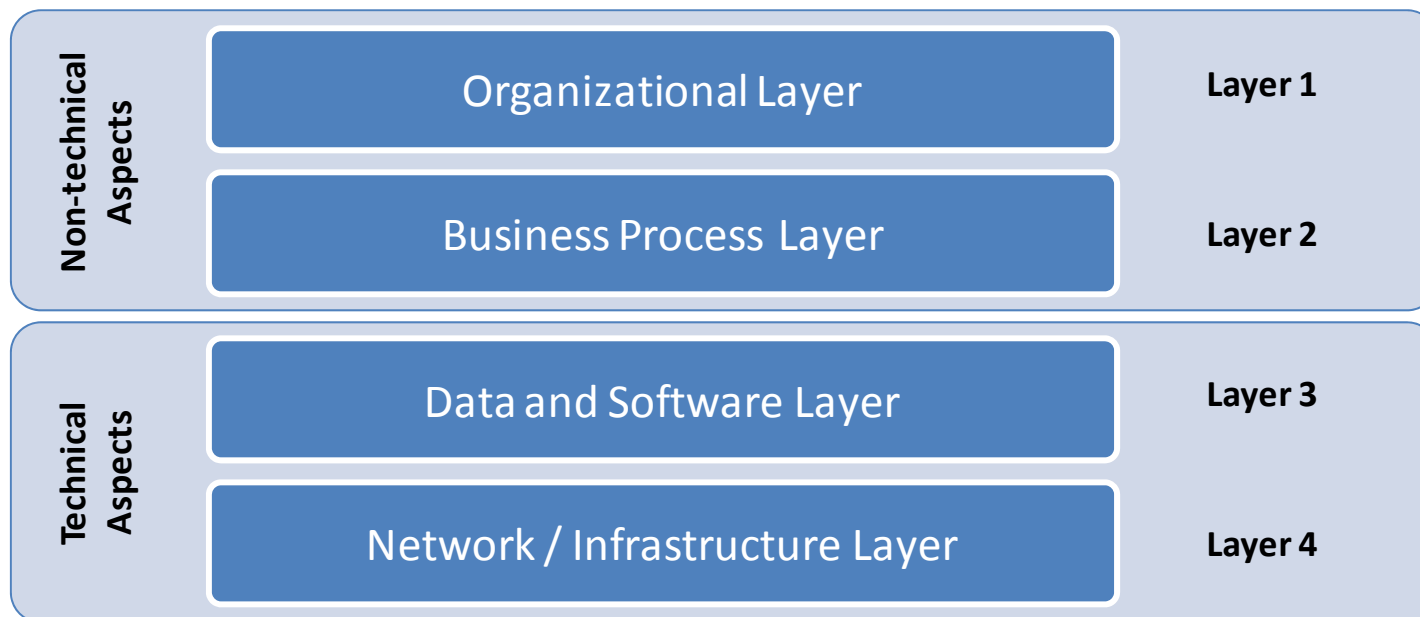 Non-technical
Aspects
Organizational Layer
Layer 1
Business Process Layer
Layer 2
Technical
Aspects
Data and Software Layer
Layer 3
Network / Infrastructure Layer
Layer 4